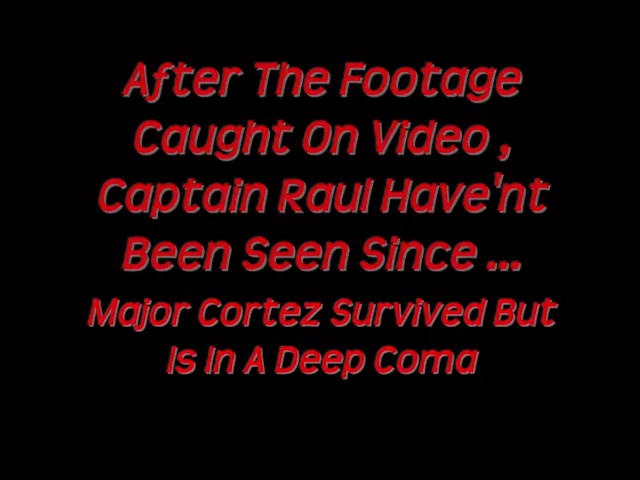 After The Footage
Caught On Video ,
Captain Raul Have'nt
Been Seen Since ...
Major Cortez Survived But
Is In A Deep Coma